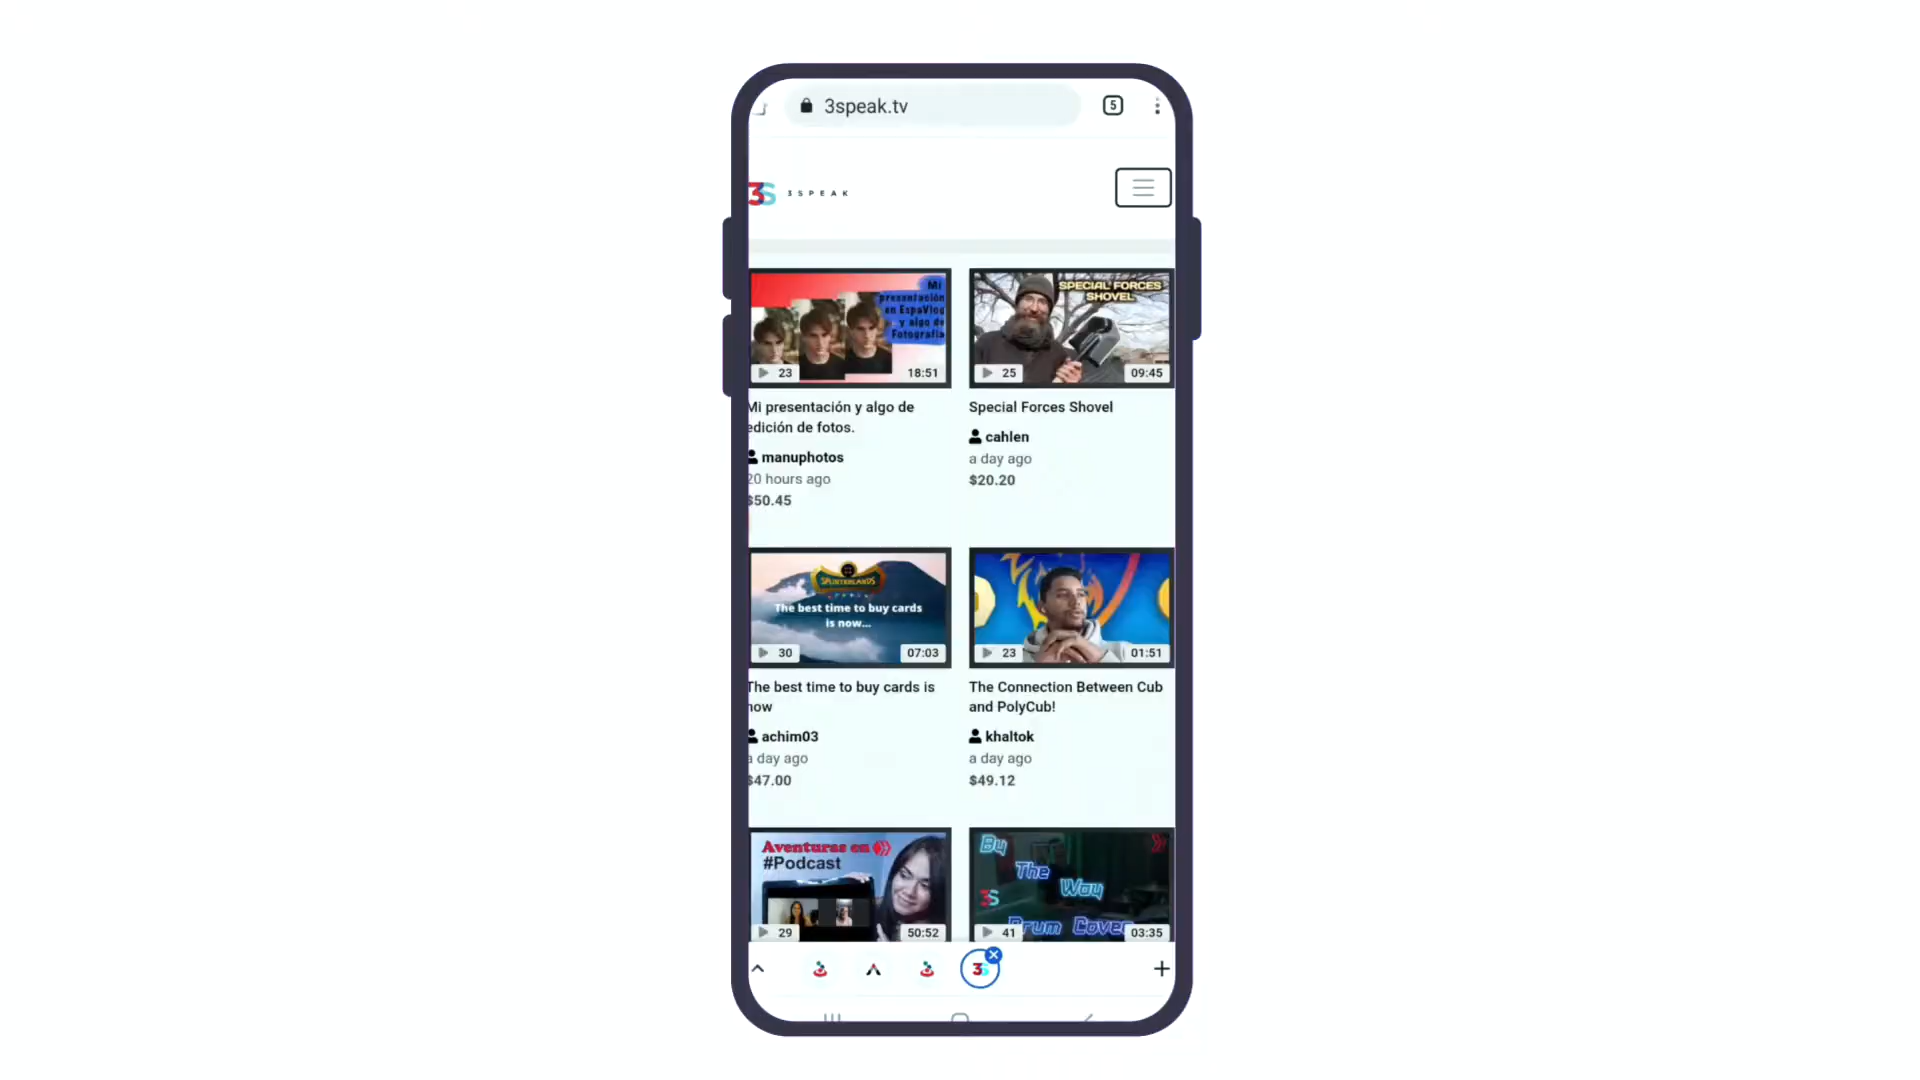 3speak.tv
5
3S 3SPEAK
Mi
presentación
en EspaVlog
y algo de
Fotografía
23
18:51
Mi presentación y algo de
edición de fotos.
manuphotos
20 hours ago
$50.45
SPECIAL FORCES
SHOVEL
25
09:45
Special Forces Shovel
cahlen
a day ago
$20.20
SPLINTERLANDS
The best time to buy cards
is now...
30
07:03
The best time to buy cards is
now
achim03
a day ago
$47.00
23
01:51
The Connection Between Cub
and PolyCub!
khaltok
a day ago
$49.12
Aventuras en
#Podcast
29
50:52
By
The
Way
3S
Drum Cover
41
03:35
3S